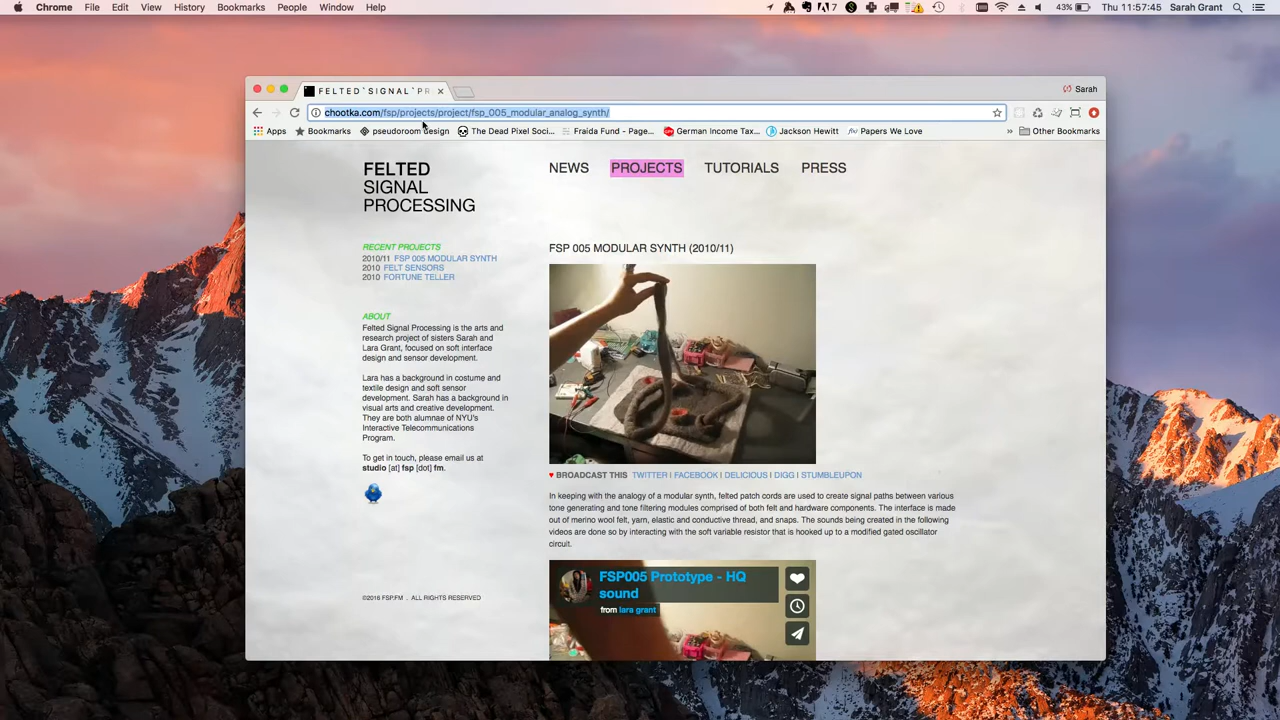 Chrome File Edit View History Bookmarks People Window Help 7 43% Thu 11:57:45 Sarah Grant
FELTED`SIGNAL`PR Sarah
chootka.com/fsp/projects/project/fsp_005_modular_analog_synth/
Apps Bookmarks pseudoroom design The Dead Pixel Soci... Fraida Fund - Page... German Income Tax... Jackson Hewitt Papers We Love » Other Bookmarks
FELTED
SIGNAL
PROCESSING
NEWS PROJECTS TUTORIALS PRESS
RECENT PROJECTS
2010/11 FSP 005 MODULAR SYNTH
2010 FELT SENSORS
2010 FORTUNE TELLER
ABOUT
Felted Signal Processing is the arts and
research project of sisters Sarah and
Lara Grant, focused on soft interface
design and sensor development.
Lara has a background in costume and
textile design and soft sensor
development. Sarah has a background in
visual arts and creative development.
They are both alumnae of NYU's
Interactive Telecommunications
Program.
To get in touch, please email us at
studio [at] fsp [dot] fm.
©2016 FSP.FM . ALL RIGHTS RESERVED
FSP 005 MODULAR SYNTH (2010/11)
♥ BROADCAST THIS TWITTER | FACEBOOK | DELICIOUS | DIGG | STUMBLEUPON
In keeping with the analogy of a modular synth, felted patch cords are used to create signal paths between various
tone generating and tone filtering modules comprised of both felt and hardware components. The interface is made
out of merino wool felt, yarn, elastic and conductive thread, and snaps. The sounds being created in the following
videos are done so by interacting with the soft variable resistor that is hooked up to a modified gated oscillator
circuit.
FSP005 Prototype - HQ
sound
from lara grant